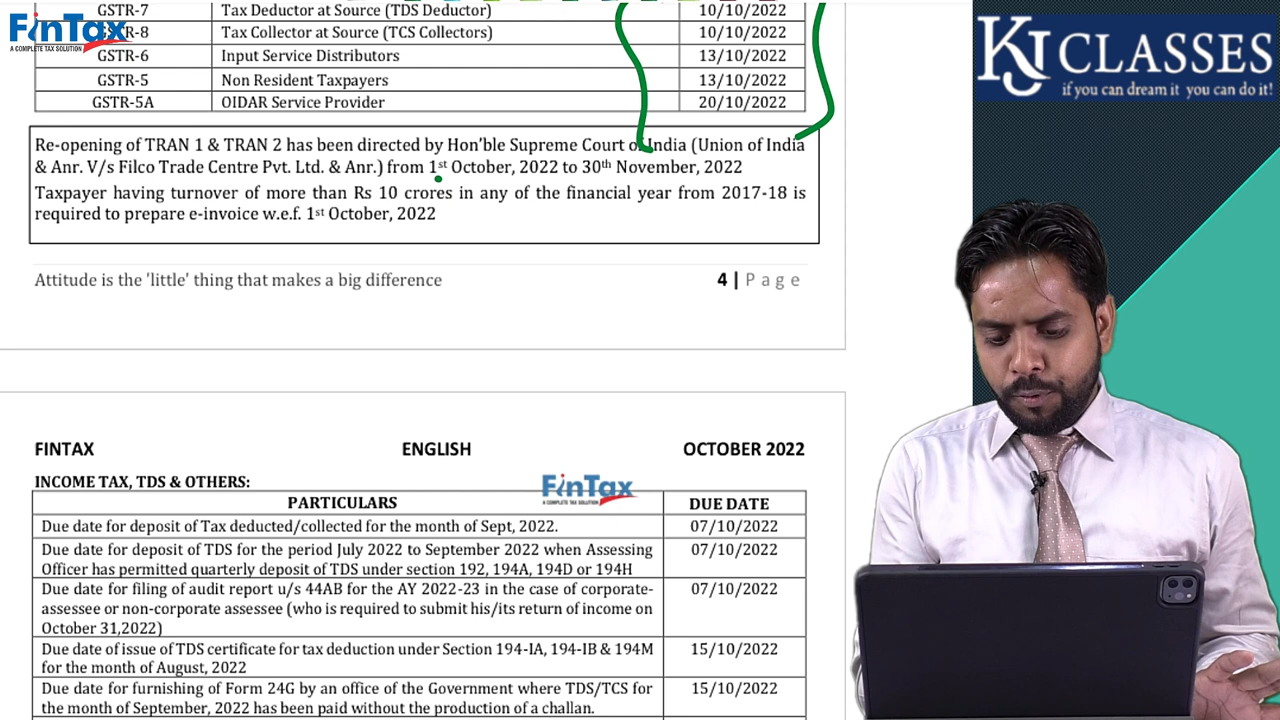 GSTR-7 Tax Deductor at Source (TDS Deductor) 10/10/2022
FinTax
A COMPLETE TAX SOLUTION
R-8 Tax Collector at Source (TCS Collectors) 10/10/2022
GSTR-6 Input Service Distributors 13/10/2022
GSTR-5 Non Resident Taxpayers 13/10/2022
GSTR-5A OIDAR Service Provider 20/10/2022
KJ CLASSES
if you can dream it you can do it!
Re-opening of TRAN 1 & TRAN 2 has been directed by Hon'ble Supreme Court of India (Union of India
& Anr. V/s Filco Trade Centre Pvt. Ltd. & Anr.) from 1st October, 2022 to 30th November, 2022
Taxpayer having turnover of more than Rs 10 crores in any of the financial year from 2017-18 is
required to prepare e-invoice w.e.f. 1st October, 2022
Attitude is the 'little' thing that makes a big difference 4 | Page
FINTAX ENGLISH OCTOBER 2022
INCOME TAX, TDS & OTHERS:
FinTax
A COMPLETE TAX SOLUTION
PARTICULARS DUE DATE
Due date for deposit of Tax deducted/collected for the month of Sept, 2022. 07/10/2022
Due date for deposit of TDS for the period July 2022 to September 2022 when Assessing 07/10/2022
Officer has permitted quarterly deposit of TDS under section 192, 194A, 194D or 194H
Due date for filing of audit report u/s 44AB for the AY 2022-23 in the case of corporate- 07/10/2022
assessee or non-corporate assessee (who is required to submit his/its return of income on
October 31,2022)
Due date of issue of TDS certificate for tax deduction under Section 194-IA, 194-IB & 194M 15/10/2022
for the month of August, 2022
Due date for furnishing of Form 24G by an office of the Government where TDS/TCS for 15/10/2022
the month of September, 2022 has been paid without the production of a challan.